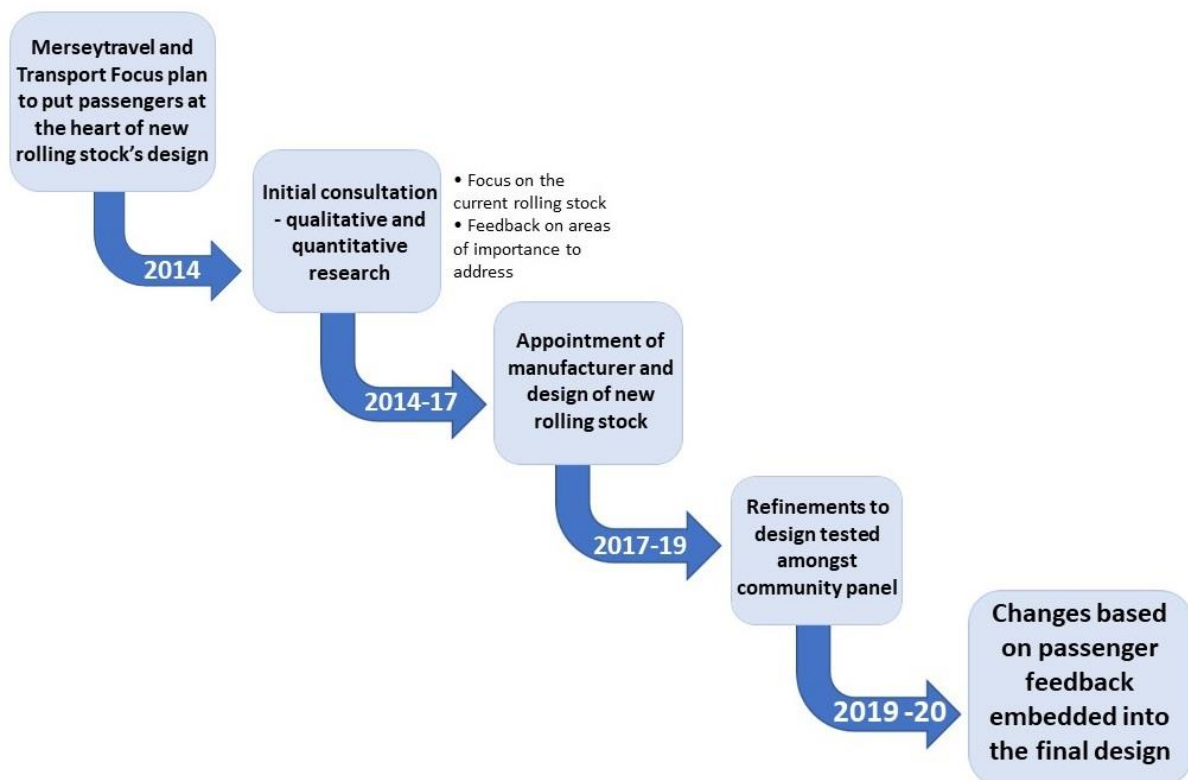 Merseytravel and
Transport Focus plan
to put passengers at
the heart of new
rolling stock's design
2014
Initial consultation
- qualitative and
quantitative
research
• Focus on the
current rolling stock
• Feedback on areas
of importance to
address
2014-17
Appointment of
manufacturer and
design of new
rolling stock
2017-19
Refinements to
design tested
amongst
community panel
2019 -20
Changes based
on passenger
feedback
embedded into
the final design